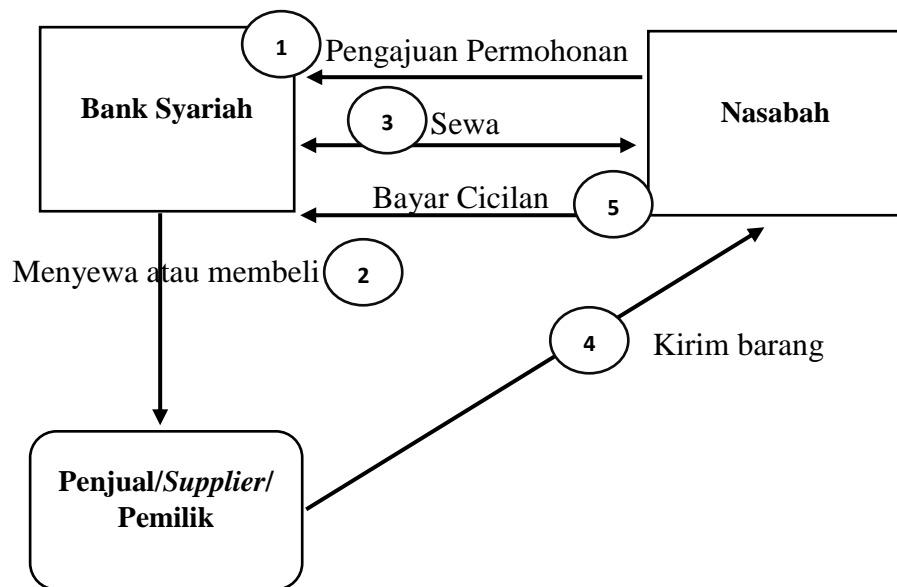 1
Pengajuan Permohonan
Bank Syariah
Nasabah
3
Sewa
Bayar Cicilan
5
Menyewa atau membeli
2
4
Kirim barang
Penjual/Supplier/
Pemilik